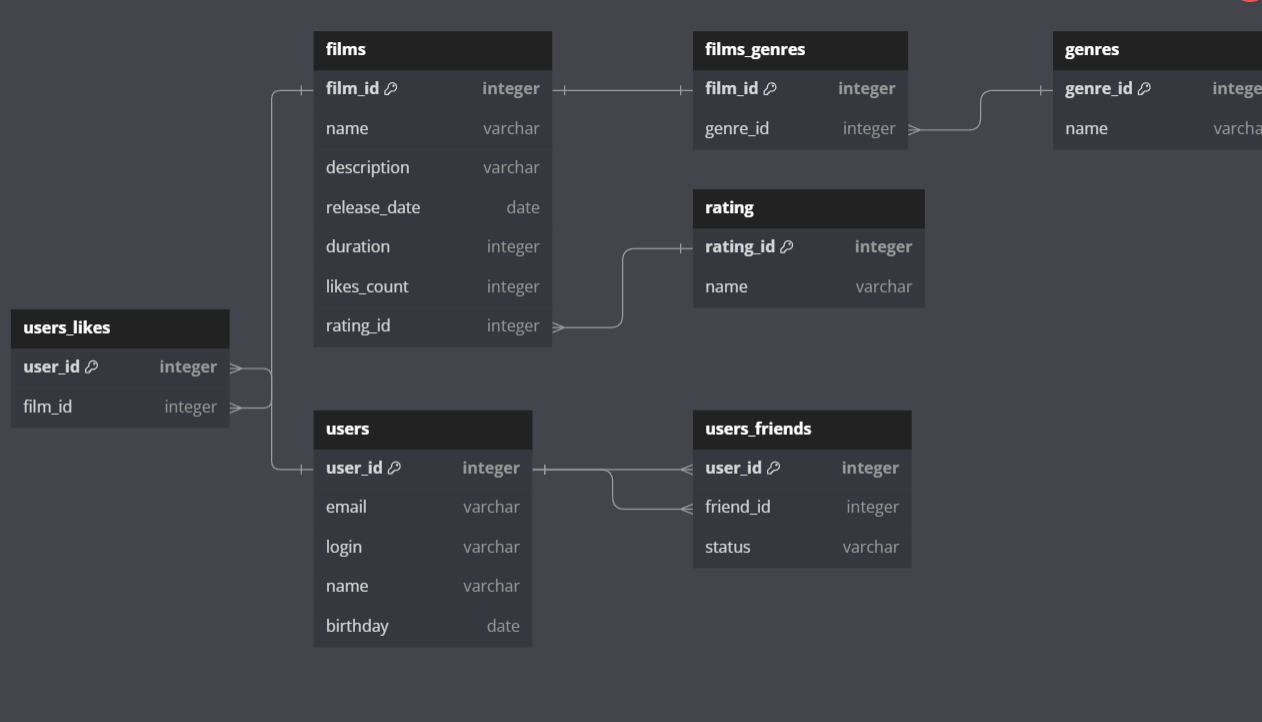 films
film_id integer
name varchar
description varchar
release_date date
duration integer
likes_count integer
rating_id integer
films_genres
film_id integer
genre_id integer
genres
genre_id intege
name varcha
rating
rating_id integer
name varchar
users_likes
user_id integer
film_id integer
users
user_id integer
email varchar
login varchar
name varchar
birthday date
users_friends
user_id integer
friend_id integer
status varchar